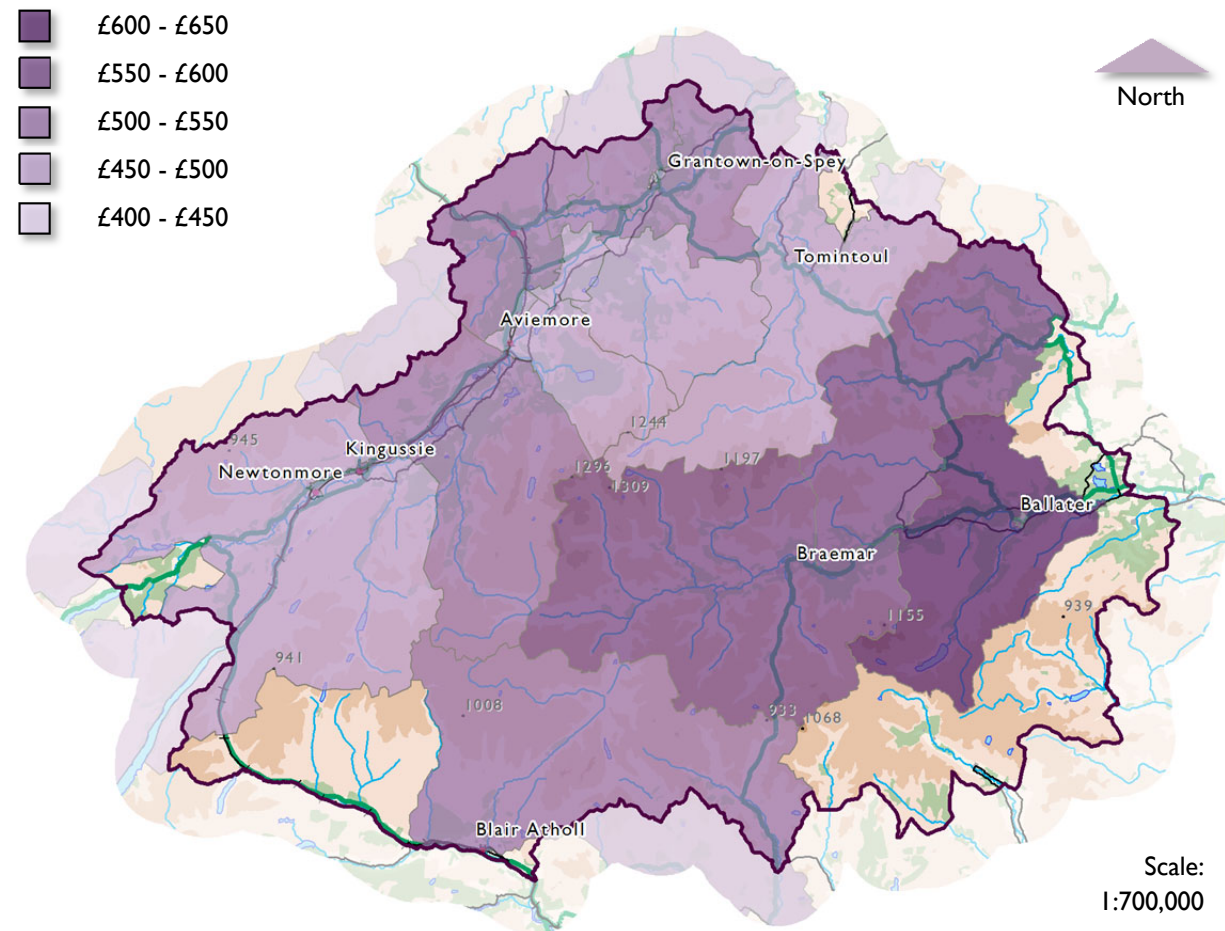 £600 - £650
£550 - £600
£500 - £550
£450 - £500
£400 - £450
North
Grantown-on-Spey
Tomintoul
Aviemore
1244
945
Kingussie
1197
Newtonmore
1296
1309
Ballater
Braemar
939
1155
941
1008
933
1068
Blair Atholl
Scale:
1:700,000